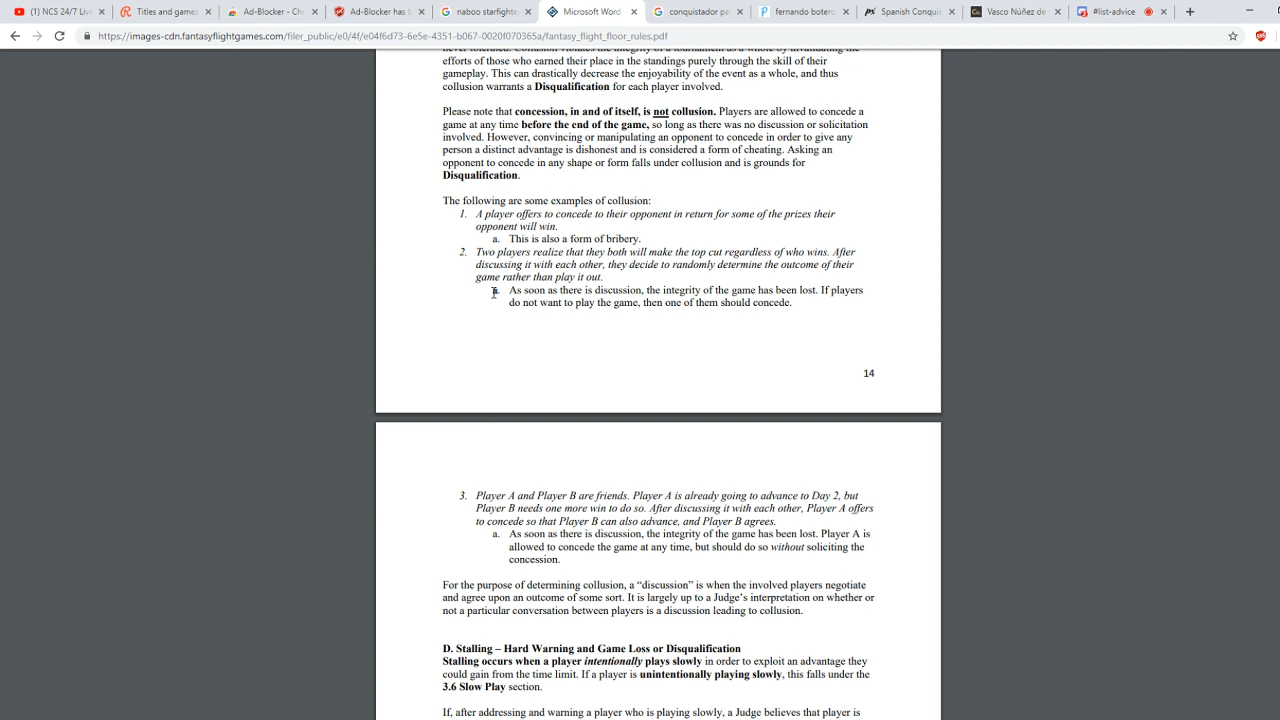 (1) NCS 24/7 Live
Titles and games
Ad-Blocker - Chr
Ad-Blocker has b
naboo starfighte
Microsoft Word
conquistador pa
fernando botero
Spanish Conquis
Vasco Núñez de
#list-advice
https://images-cdn.fantasyflightgames.com/filer_public/e0/4f/e04f6d73-6e5e-4351-b067-0020f070365a/fantasy_flight_floor_rules.pdf
never tolerated. Collusion violates the integrity of a tournament as a whole by invalidating the
efforts of those who earned their place in the standings purely through the skill of their
gameplay. This can drastically decrease the enjoyability of the event as a whole, and thus
collusion warrants a Disqualification for each player involved.
Please note that concession, in and of itself, is not collusion. Players are allowed to concede a
game at any time before the end of the game, so long as there was no discussion or solicitation
involved. However, convincing or manipulating an opponent to concede in order to give any
person a distinct advantage is dishonest and is considered a form of cheating. Asking an
opponent to concede in any shape or form falls under collusion and is grounds for
Disqualification.
The following are some examples of collusion:
1. A player offers to concede to their opponent in return for some of the prizes their
opponent will win.
a. This is also a form of bribery.
2. Two players realize that they both will make the top cut regardless of who wins. After
discussing it with each other, they decide to randomly determine the outcome of their
game rather than play it out.
a. As soon as there is discussion, the integrity of the game has been lost. If players
do not want to play the game, then one of them should concede.
14
3. Player A and Player B are friends. Player A is already going to advance to Day 2, but
Player B needs one more win to do so. After discussing it with each other, Player A offers
to concede so that Player B can also advance, and Player B agrees.
a. As soon as there is discussion, the integrity of the game has been lost. Player A is
allowed to concede the game at any time, but should do so without soliciting the
concession.
For the purpose of determining collusion, a “discussion” is when the involved players negotiate
and agree upon an outcome of some sort. It is largely up to a Judge’s interpretation on whether or
not a particular conversation between players is a discussion leading to collusion.
D. Stalling – Hard Warning and Game Loss or Disqualification
Stalling occurs when a player intentionally plays slowly in order to exploit an advantage they
could gain from the time limit. If a player is unintentionally playing slowly, this falls under the
3.6 Slow Play section.
If, after addressing and warning a player who is playing slowly, a Judge believes that player is